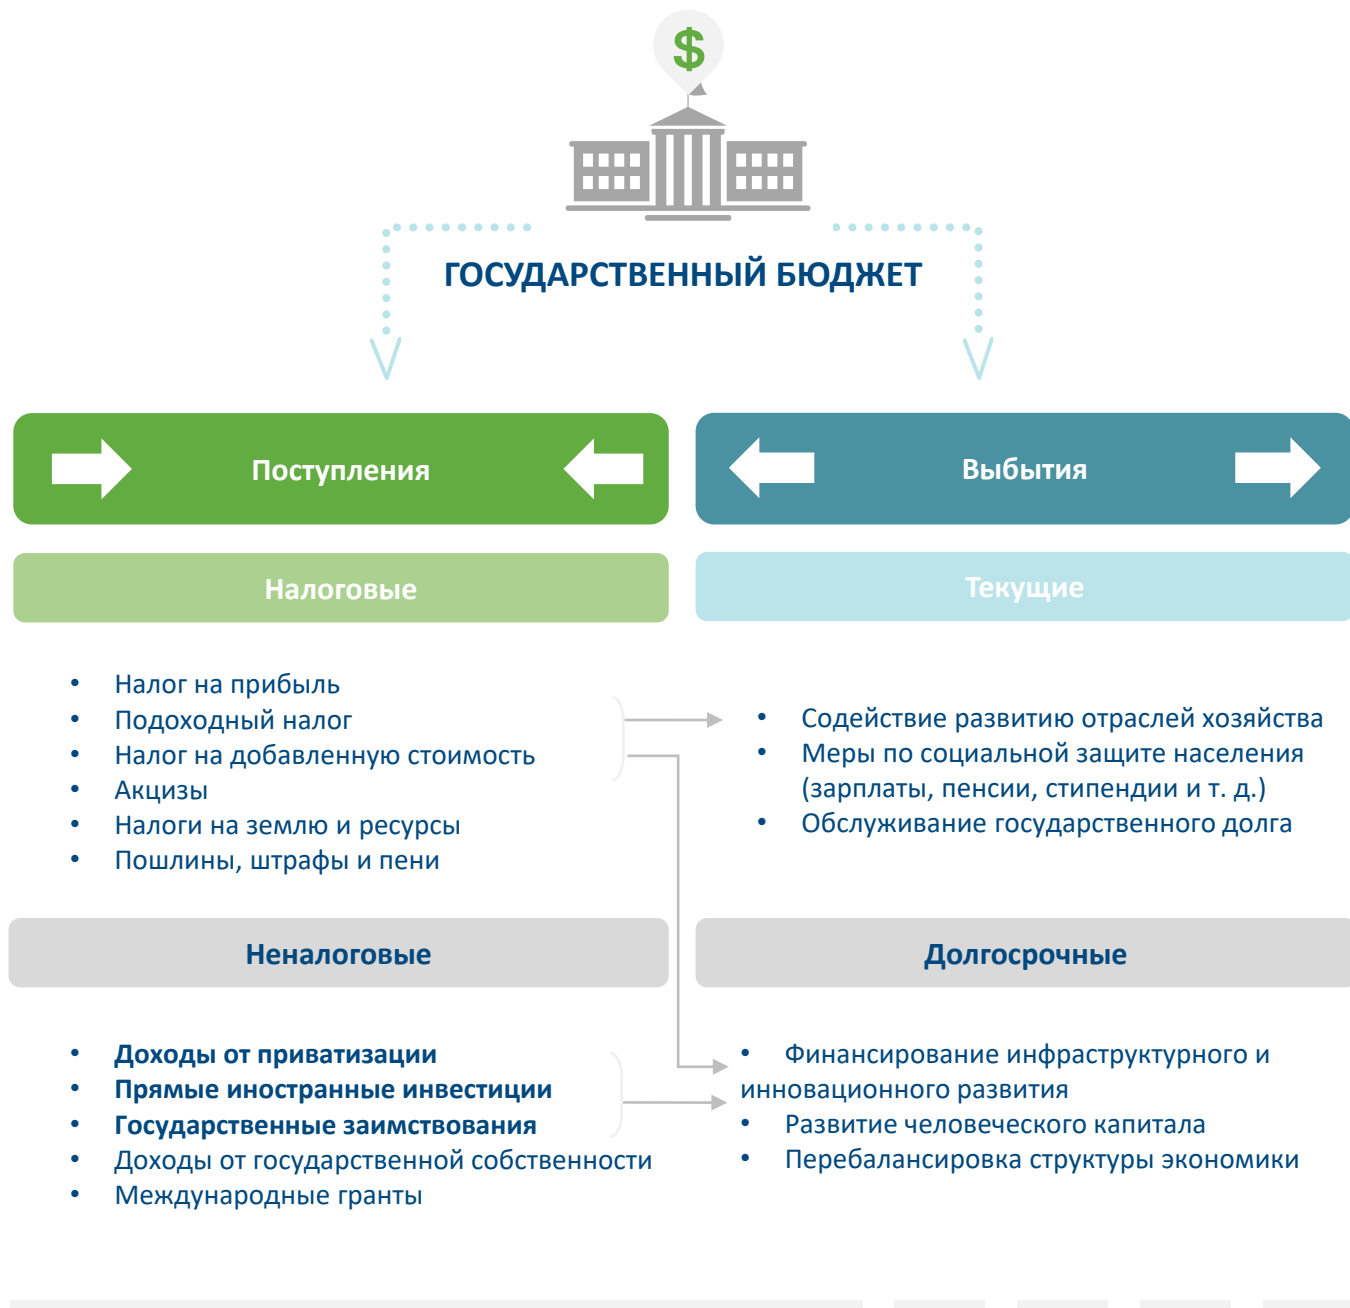 $
ГОСУДАРСТВЕННЫЙ БЮДЖЕТ
Поступления
Выбытия
Налоговые
Текущие
• Налог на прибыль
• Подоходный налог
• Налог на добавленную стоимость
• Акцизы
• Налоги на землю и ресурсы
• Пошлины, штрафы и пени
• Содействие развитию отраслей хозяйства
• Меры по социальной защите населения
(зарплаты, пенсии, стипендии и т. д.)
• Обслуживание государственного долга
Неналоговые
Долгосрочные
• Доходы от приватизации
• Прямые иностранные инвестиции
• Государственные заимствования
• Доходы от государственной собственности
• Международные гранты
• Финансирование инфраструктурного и
инновационного развития
• Развитие человеческого капитала
• Перебалансировка структуры экономики